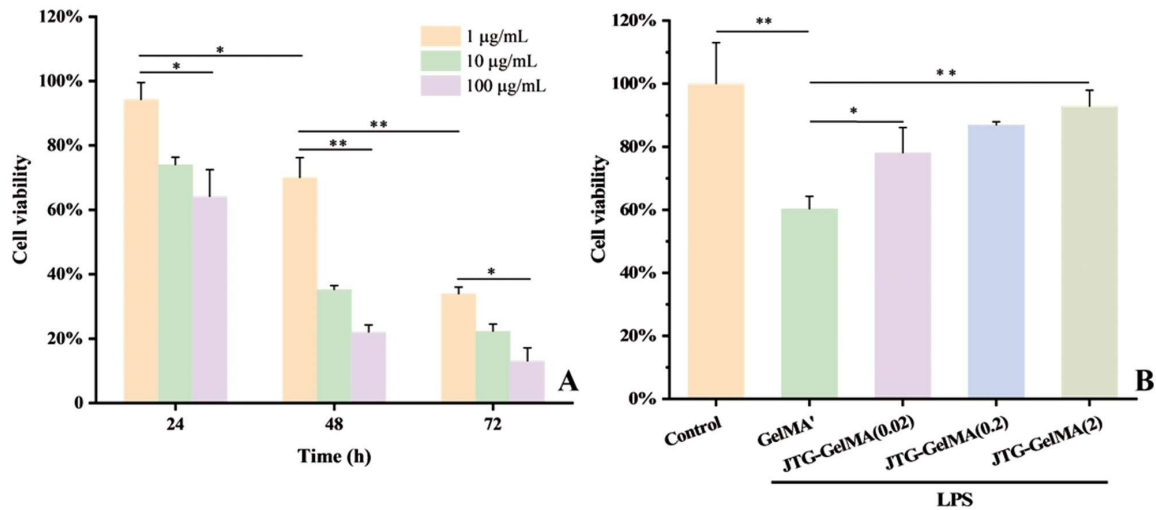 120%
100%
80%
60%
40%
20%
0
Cell viability
24
48
72
Time (h)
1 μg/mL
10 μg/mL
100 μg/mL
*
*
**
**
*
A
120%
100%
80%
60%
40%
20%
0%
Cell viability
**
* *
*
Control
GelMA'
JTG-GelMA(0.02)
JTG-GelMA(0.2)
JTG-GelMA(2)
LPS
B